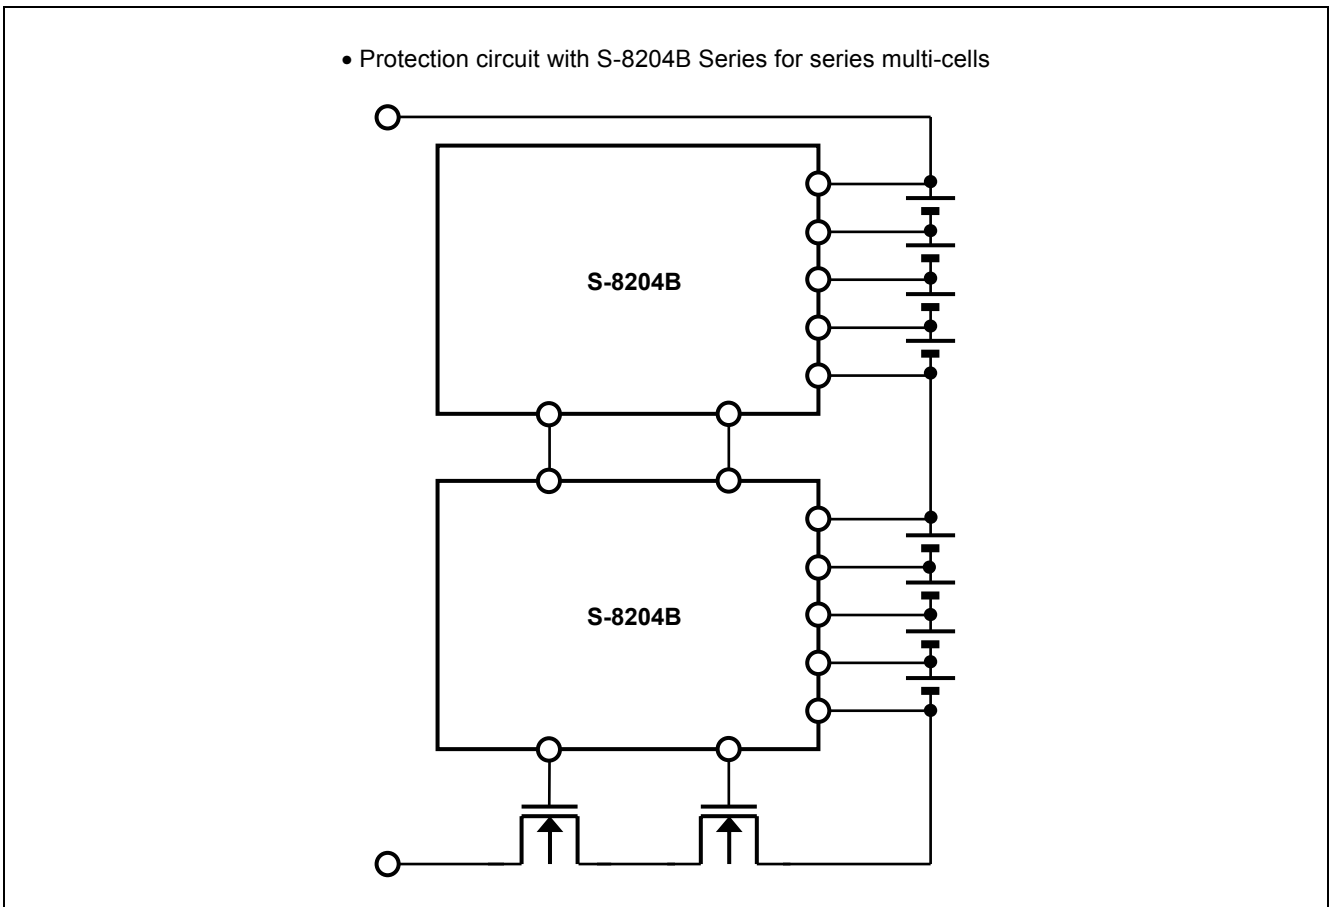 • Protection circuit with S-8204B Series for series multi-cells
S-8204B
S-8204B